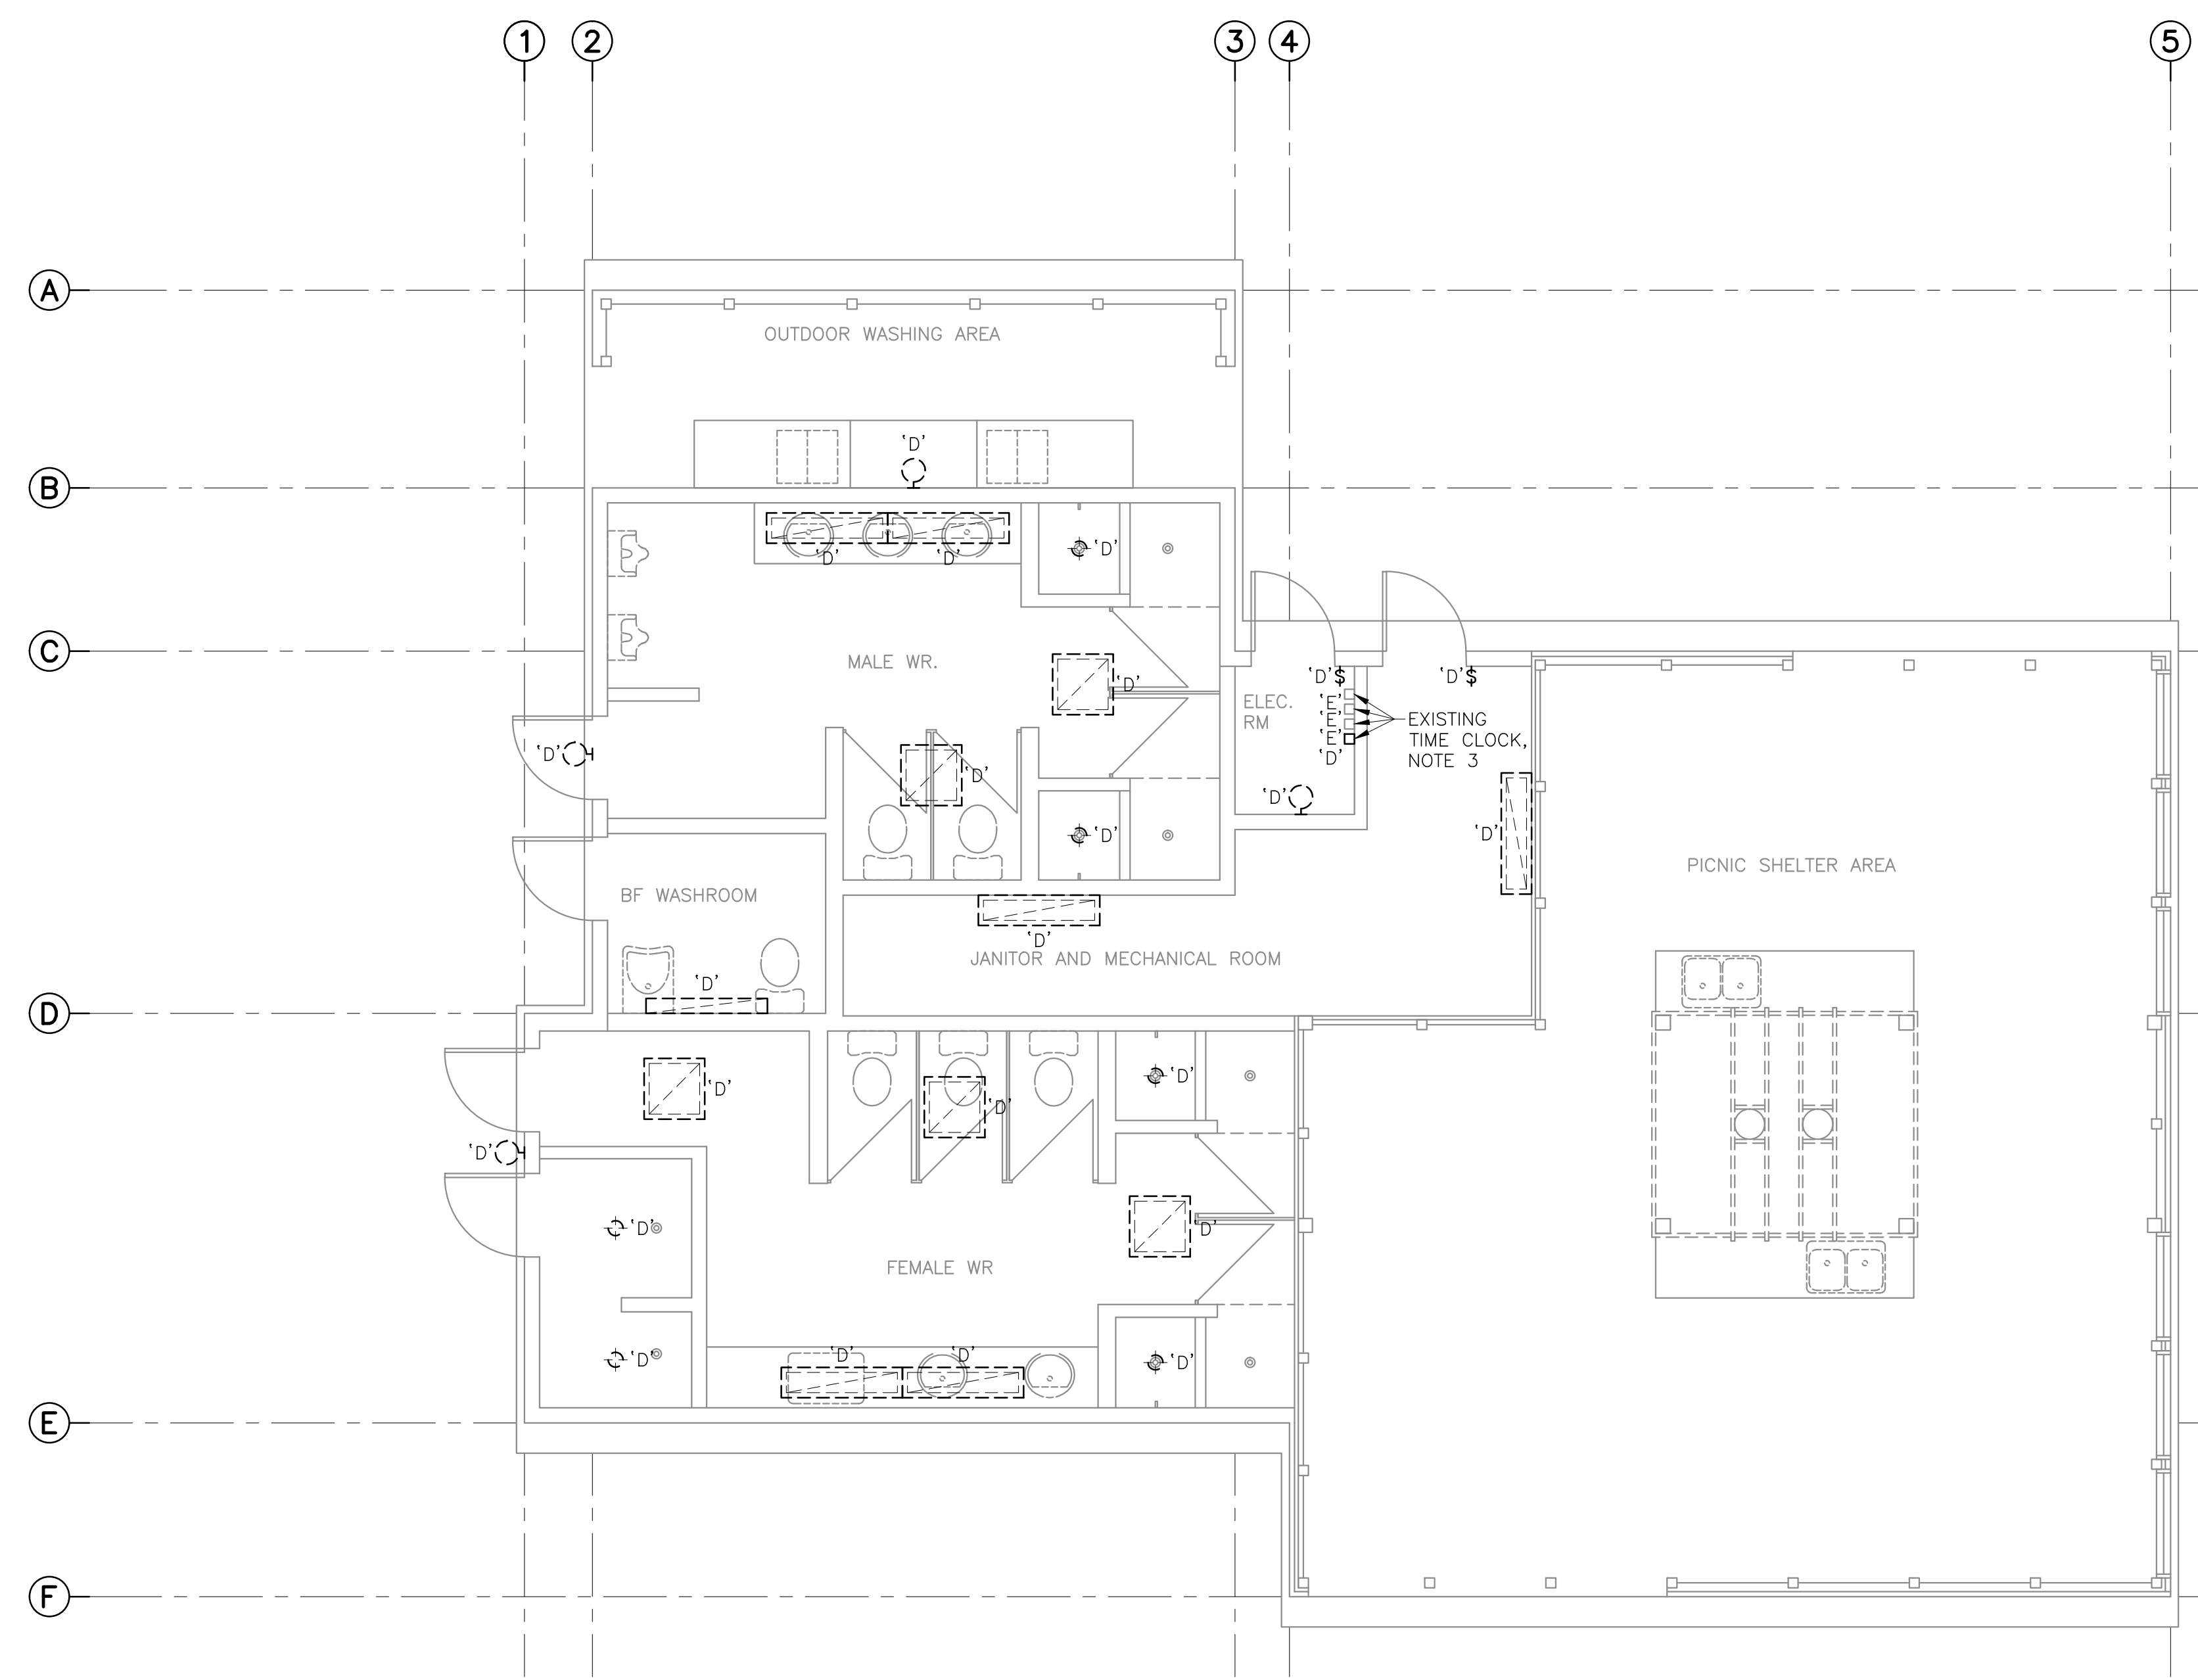 1 2 3 4 5
A
OUTDOOR WASHING AREA
'D'
B
'D' 'D' 'D'
C
MALE WR.
'D'
'D'$ 'D'$
ELEC.
RM
'E'
'E'
'E'
'D'
EXISTING
TIME CLOCK,
NOTE 3
'D'
'D'
'D'
'D'
'D'
PICNIC SHELTER AREA
BF WASHROOM
'D'
JANITOR AND MECHANICAL ROOM
'D'
D
'D'
'D'
'D'
'D'
'D'
'D'
FEMALE WR
'D'
'D'
'D' 'D'
'D'
E
F